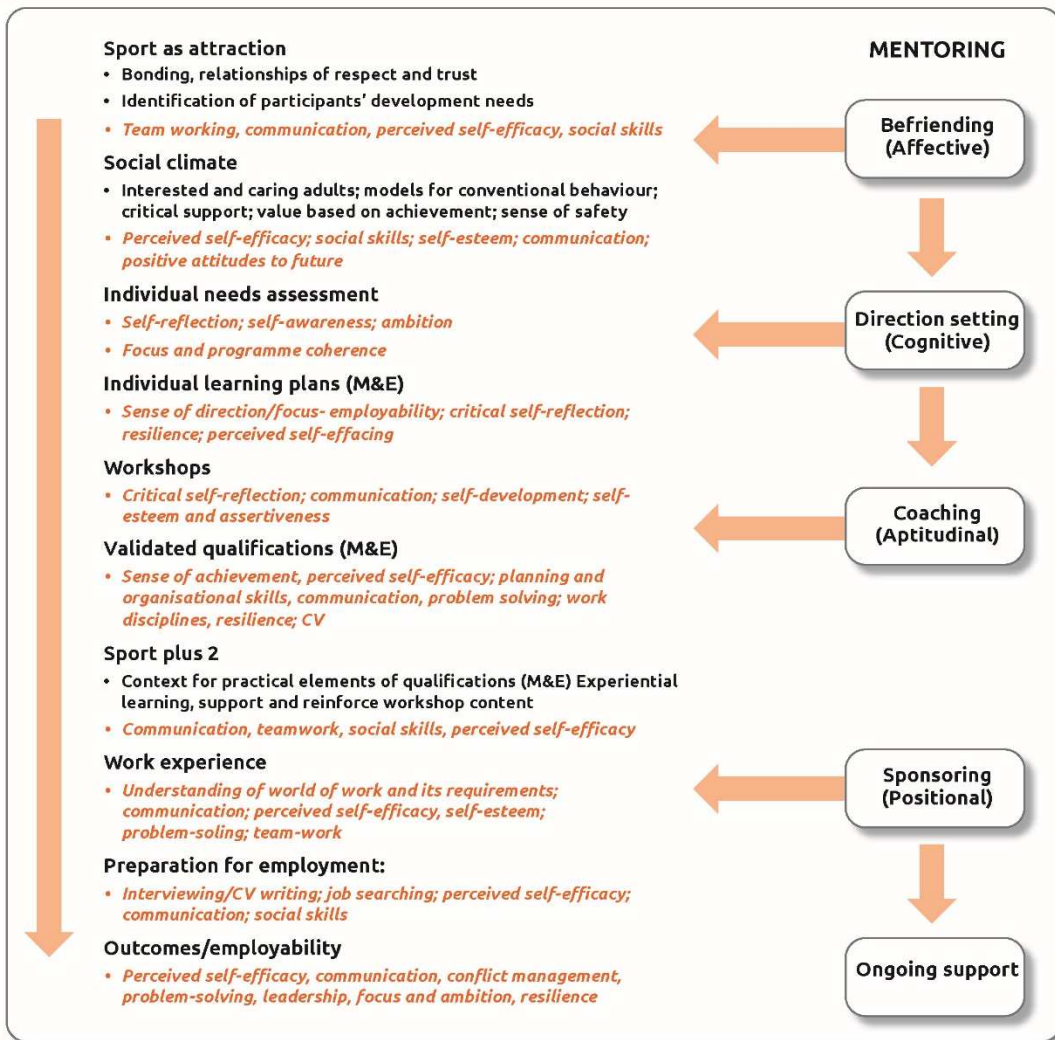 Sport as attraction
• Bonding, relationships of respect and trust
• Identification of participants' development needs
• Team working, communication, perceived self-efficacy, social skills
Social climate
• Interested and caring adults; models for conventional behaviour;
critical support; value based on achievement; sense of safety
• Perceived self-efficacy; social skills; self-esteem; communication;
positive attitudes to future
Individual needs assessment
• Self-reflection; self-awareness; ambition
• Focus and programme coherence
Individual learning plans (M&E)
• Sense of direction/focus- employability; critical self-reflection;
resilience; perceived self-effacing
Workshops
• Critical self-reflection; communication; self-development; self-
esteem and assertiveness
Validated qualifications (M&E)
• Sense of achievement, perceived self-efficacy; planning and
organisational skills, communication, problem solving; work
disciplines, resilience; CV
Sport plus 2
• Context for practical elements of qualifications (M&E) Experiential
learning, support and reinforce workshop content
• Communication, teamwork, social skills, perceived self-efficacy
Work experience
• Understanding of world of work and its requirements;
communication; perceived self-efficacy, self-esteem;
problem-soling; team-work
Preparation for employment:
• Interviewing/CV writing; job searching; perceived self-efficacy;
communication; social skills
Outcomes/employability
• Perceived self-efficacy, communication, conflict management,
problem-solving, leadership, focus and ambition, resilience
MENTORING
Befriending
(Affective)
Direction setting
(Cognitive)
Coaching
(Aptitudinal)
Sponsoring
(Positional)
Ongoing support